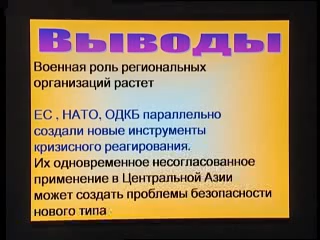 Выводы
Военная роль региональных
организаций растет
ЕС , НАТО, ОДКБ параллельно
создали новые инструменты
кризисного реагирования.
Их одновременное несогласованное
применение в Центральной Азии
может создать проблемы безопасности
нового типа